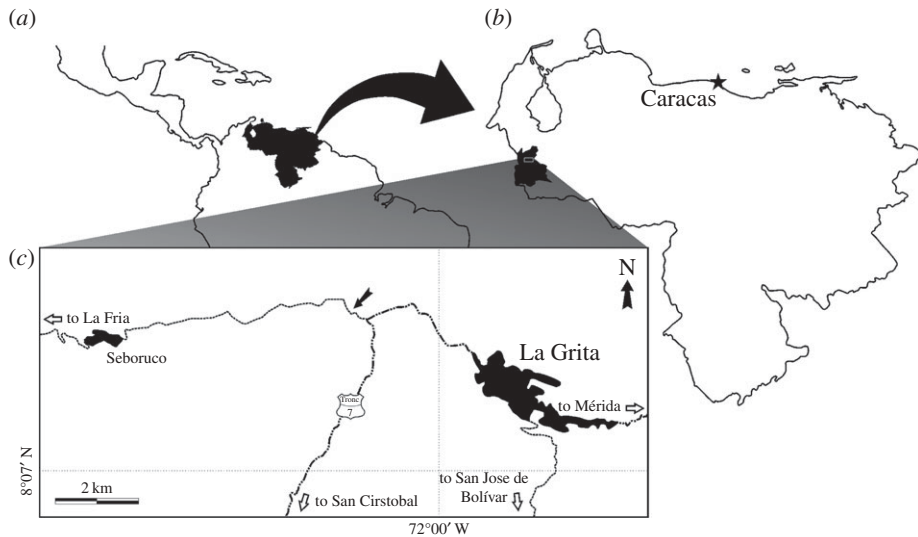 (a)
(b)
Caracas
(c)
N
to La Fria
Seboruco
La Grita
Tronc
7
to Mérida
8°07′ N
2 km
to San Cirstobal
to San Jose de
Bolívar
72°00′ W